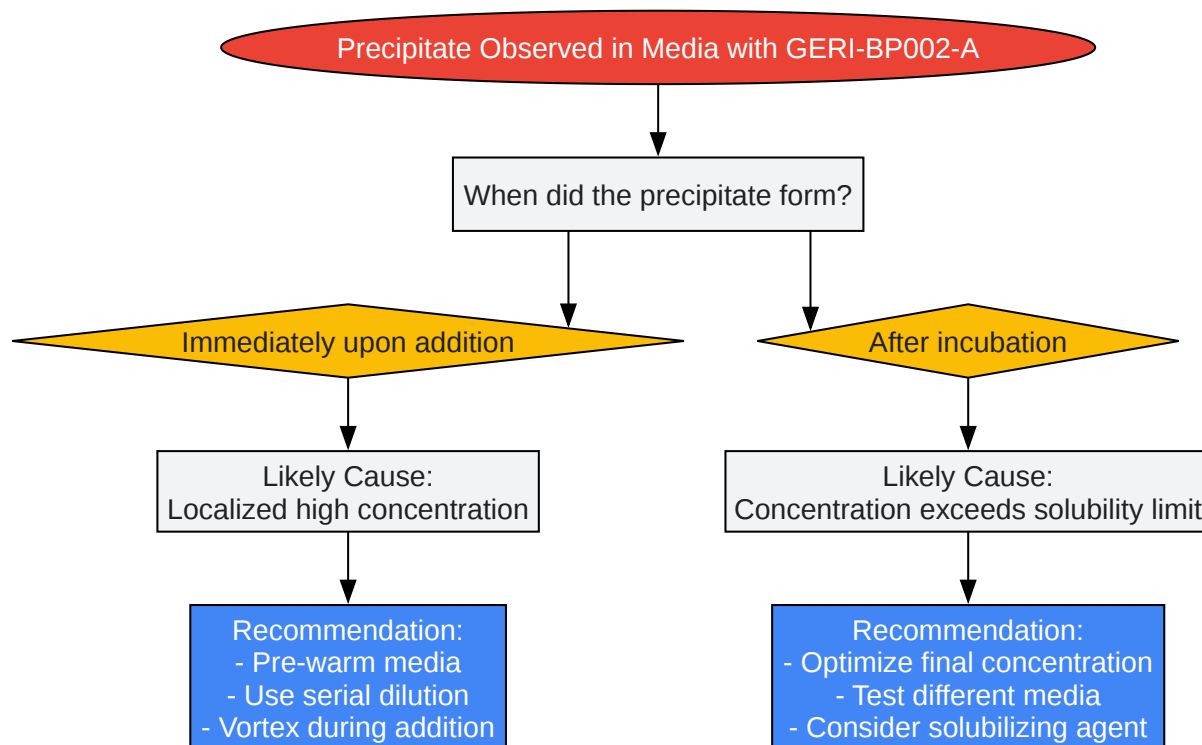 Precipitate Observed in Media with GERI-BP002-A
When did the precipitate form?
Immediately upon addition
After incubation
Likely Cause:
Localized high concentration
Likely Cause:
Concentration exceeds solubility limit
Recommendation:
- Pre-warm media
- Use serial dilution
- Vortex during addition
Recommendation:
- Optimize final concentration
- Test different media
- Consider solubilizing agent